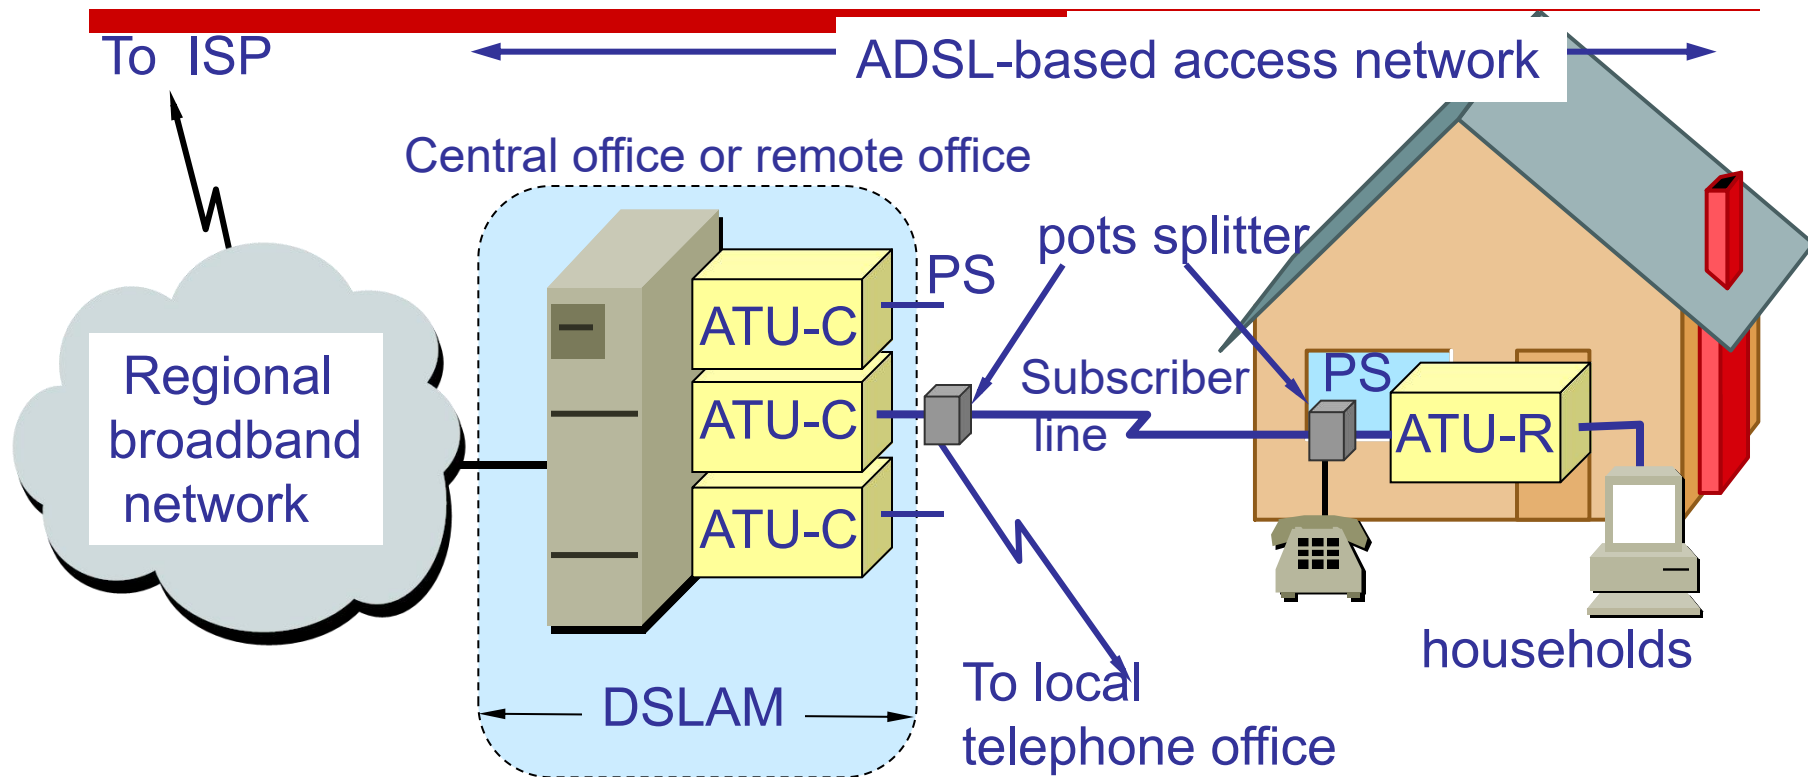 To ISP
ADSL-based access network
Central office or remote office
pots splitter
PS
ATU-C
Regional
broadband
network
Subscriber
line
PS
ATU-C
ATU-R
ATU-C
households
DSLAM
To local
telephone office